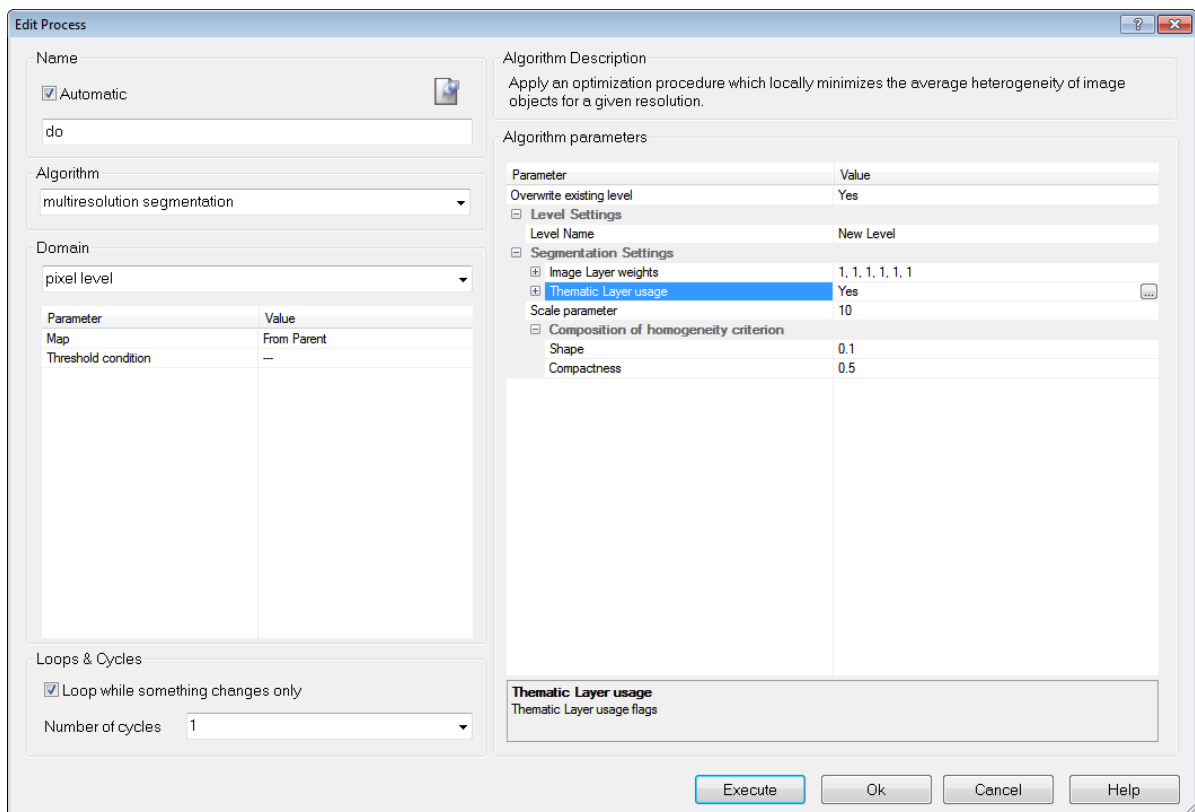 Edit Process
Name
Automatic
do
Algorithm
multiresolution segmentation
Domain
pixel level
Parameter Value
Map From Parent
Threshold condition ---
Loops & Cycles
Loop while something changes only
Number of cycles 1
Algorithm Description
Apply an optimization procedure which locally minimizes the average heterogeneity of image
objects for a given resolution.
Algorithm parameters
Parameter Value
Overwrite existing level Yes
Level Settings
Level Name New Level
Segmentation Settings
Image Layer weights 1, 1, 1, 1, 1, 1
Thematic Layer usage Yes ...
Scale parameter 10
Composition of homogeneity criterion
Shape 0.1
Compactness 0.5
Thematic Layer usage
Thematic Layer usage flags
Execute Ok Cancel Help